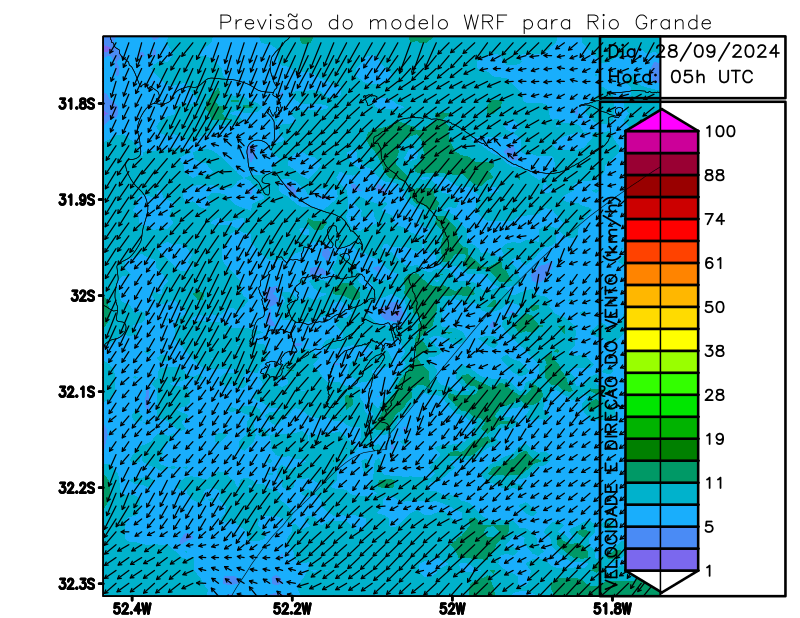 Previsão do modelo WRF para Rio Grande
Dia: 28/09/2024
Hora: 05h UTC
31.8S
31.9S
32S
32.1S
32.2S
32.3S
52.4W
52.2W
52W
51.8W
VELOCIDADE E DIREÇÃO DO VENTO (km/h)
100
88
74
61
50
38
28
19
11
5
1